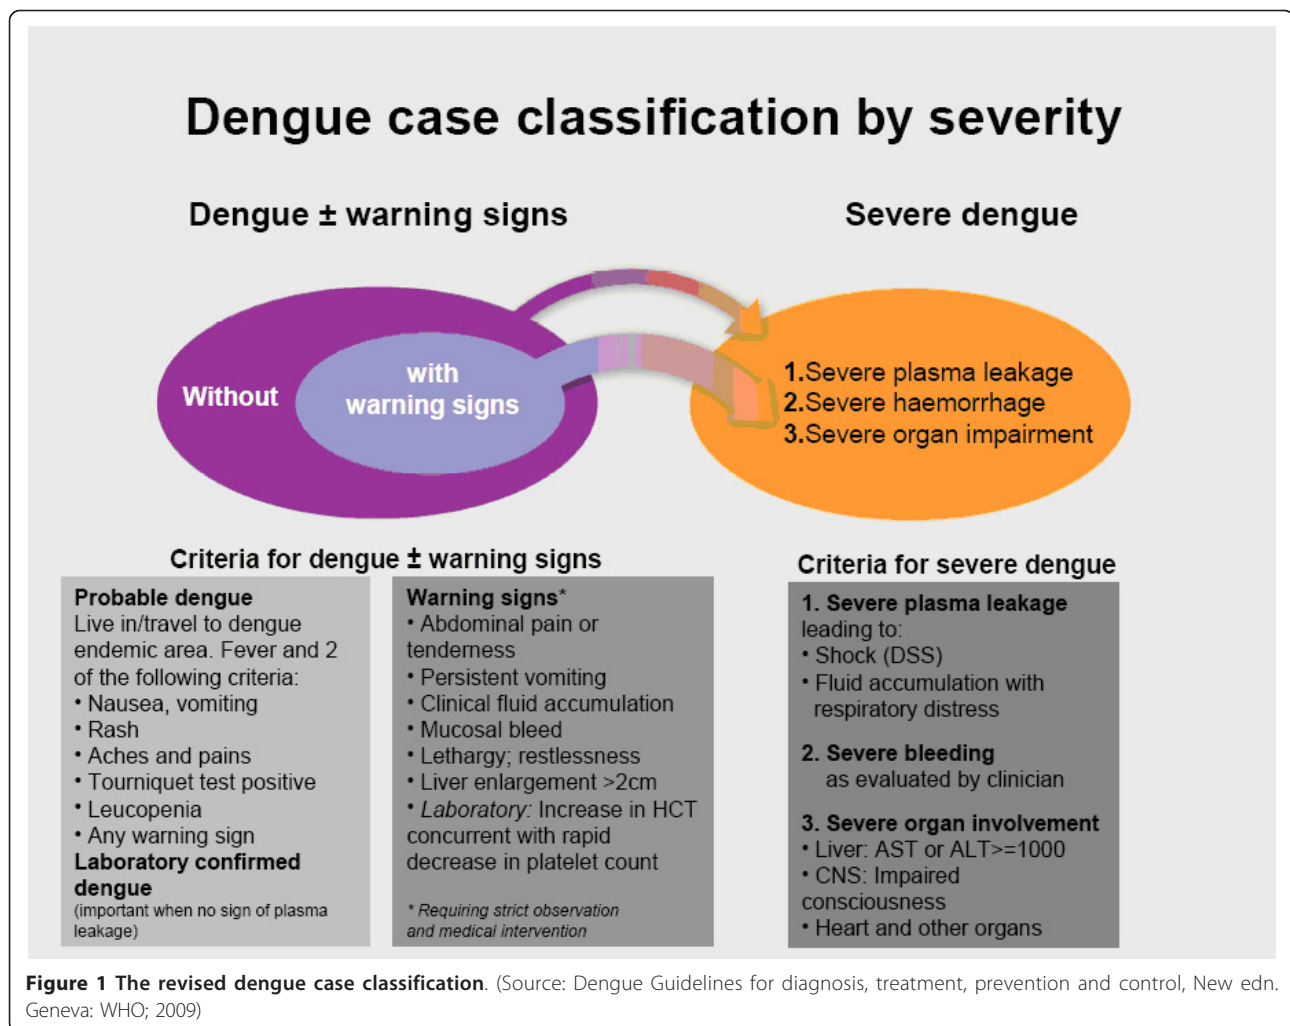 Dengue case classification by severity
Dengue ± warning signs
Severe dengue
Without
with
warning signs
1.Severe plasma leakage
2.Severe haemorrhage
3.Severe organ impairment
Criteria for dengue ± warning signs
Probable dengue
Live in/travel to dengue
endemic area. Fever and 2
of the following criteria:
• Nausea, vomiting
• Rash
• Aches and pains
• Tourniquet test positive
• Leucopenia
• Any warning sign
Laboratory confirmed
dengue
(important when no sign of plasma
leakage)
Warning signs*
• Abdominal pain or
tenderness
• Persistent vomiting
• Clinical fluid accumulation
• Mucosal bleed
• Lethargy; restlessness
• Liver enlargement >2cm
• Laboratory: Increase in HCT
concurrent with rapid
decrease in platelet count
* Requiring strict observation
and medical intervention
Criteria for severe dengue
1. Severe plasma leakage
leading to:
• Shock (DSS)
• Fluid accumulation with
respiratory distress
2. Severe bleeding
as evaluated by clinician
3. Severe organ involvement
• Liver: AST or ALT>=1000
• CNS: Impaired
consciousness
• Heart and other organs
Figure 1 The revised dengue case classification. (Source: Dengue Guidelines for diagnosis, treatment, prevention and control, New edn.
Geneva: WHO; 2009)